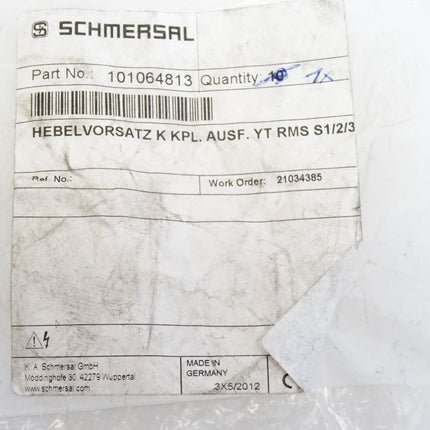 SCHMERSAL
Part No.: 101064813 Quantity: 10 1x
HEBELVORSATZ K KPL. AUSF. YT RMS S1/2/3
Ref. No.:
Work Order: 21034385
K. A. Schmersal GmbH
Möddinghofe 30, 42279 Wuppertal
www.schmersal.com
MADE IN
GERMANY
3X5/2012